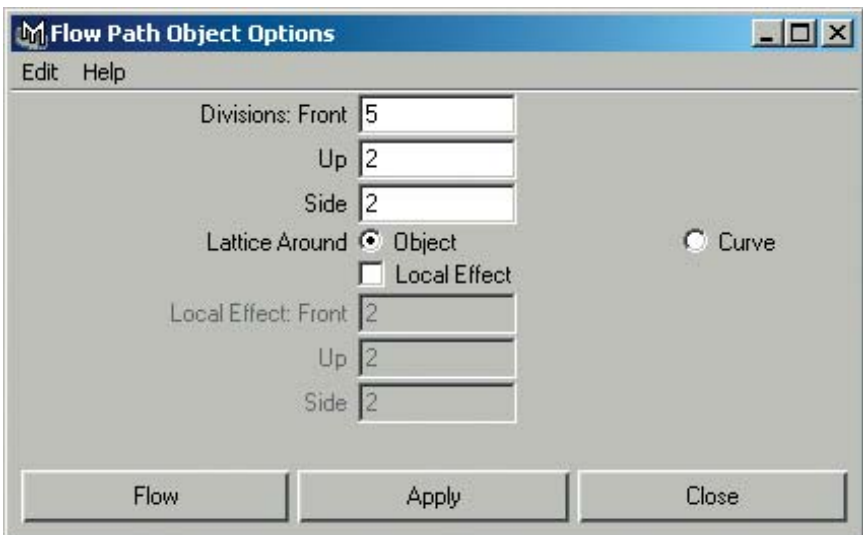 Flow Path Object Options
Edit Help
Divisions: Front 5
Up 2
Side 2
Lattice Around Object Curve
Local Effect
Local Effect: Front 2
Up 2
Side 2
Flow Apply Close